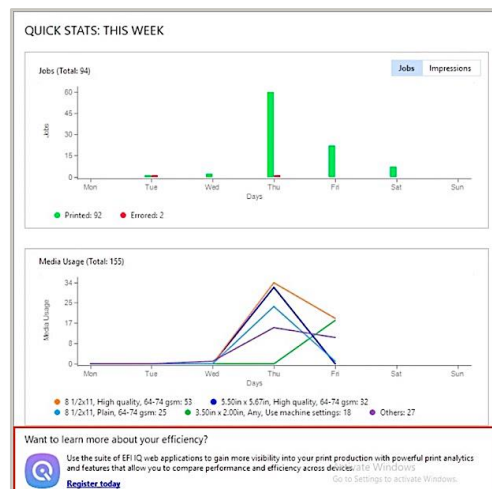 QUICK STATS: THIS WEEK
Jobs (Total: 94)
Jobs Impressions
60
45
30
15
0
Jobs
Mon Tue Wed Thu Fri Sat Sun
Days
Printed: 92 Errored: 2
Media Usage (Total: 155)
34
25
17
8
0
Media Usage
Mon Tue Wed Thu Fri Sat Sun
Days
8 1/2x11, High quality, 64-74 gsm: 53 5.50in x 5.67in, High quality, 64-74 gsm: 32
8 1/2x11, Plain, 64-74 gsm: 25 3.50in x 2.00in, Any, Use machine settings: 18 Others: 27
Want to learn more about your efficiency?
Use the suite of EFI IQ web applications to gain more visibility into your print production with powerful print analytics
and features that allow you to compare performance and efficiency across devices.
Register today
Activate Windows
Go to Settings to activate Windows.